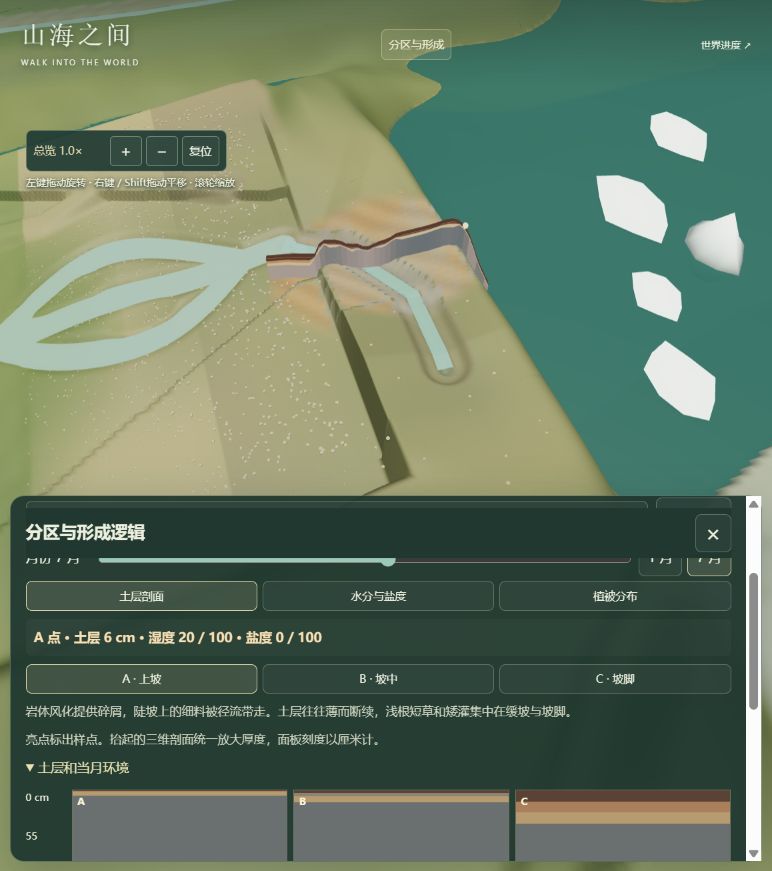 山海之间
WALK INTO THE WORLD
分区与形成
世界进度 ↗
总览 1.0×
+
−
复位
左键拖动旋转 · 右键 / Shift拖动平移 · 滚轮缩放
分区与形成逻辑
×
月份 7 月
1 月
7 月
土层剖面
水分与盐度
植被分布
A 点 • 土层 6 cm • 湿度 20 / 100 • 盐度 0 / 100
A · 上坡
B · 坡中
C · 坡脚
岩体风化提供碎屑，陡坡上的细料被径流带走。土层往往薄而断续，浅根短草和矮灌集中在缓坡与坡脚。
亮点标出样点。抬起的三维剖面统一放大厚度，面板刻度以厘米计。
▼ 土层和当月环境
0 cm
A
B
C
55